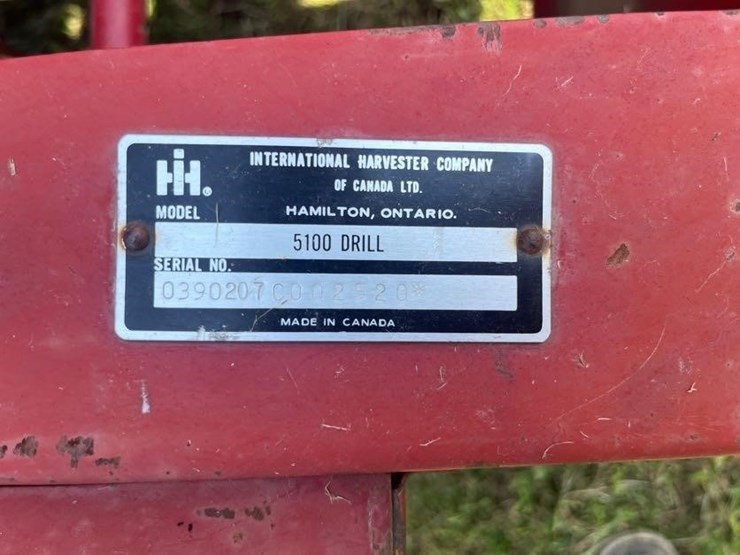 IH
INTERNATIONAL HARVESTER COMPANY
OF CANADA LTD.
MODEL HAMILTON, ONTARIO.
5100 DRILL
SERIAL NO.
MADE IN CANADA